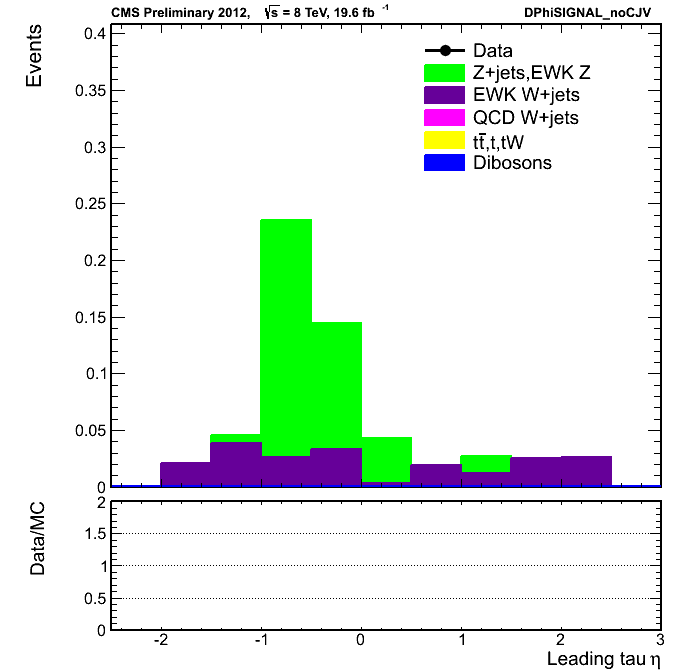 CMS Preliminary 2012, √s = 8 TeV, 19.6 fb⁻¹ DPhiSIGNAL_noCJV
Events
0.4
0.35
0.3
0.25
0.2
0.15
0.1
0.05
0
Data
Z+jets,EWK Z
EWK W+jets
QCD W+jets
tt̅,t,tW
Dibosons
Data/MC
2
1.5
1
0.5
0
-2 -1 0 1 2 3
Leading tau η